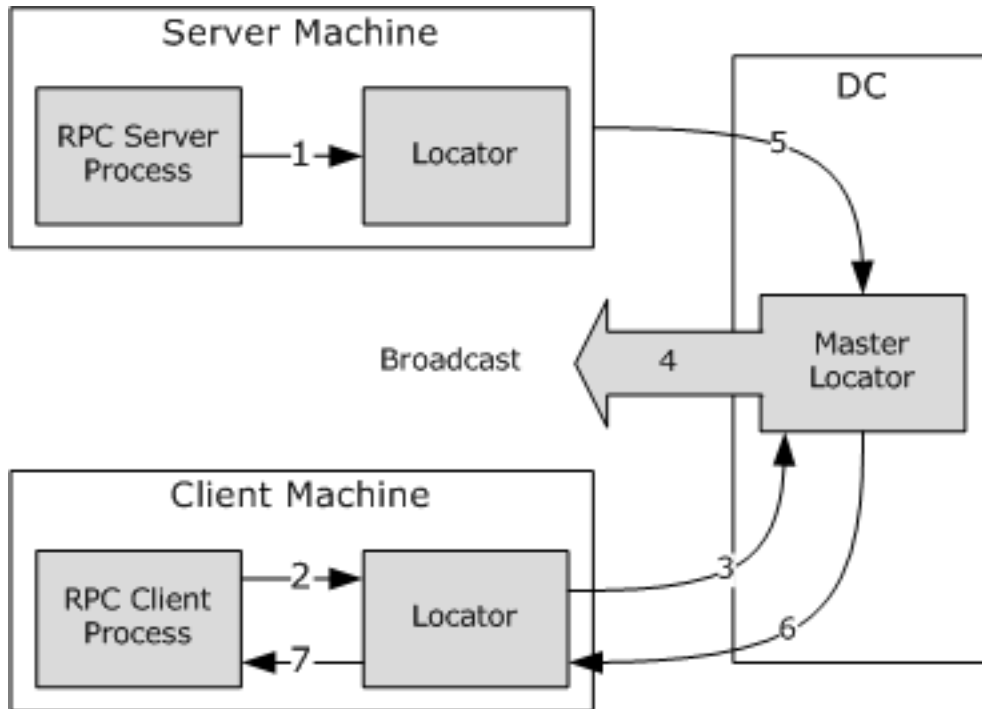 Server Machine
RPC Server
Process
1
Locator
DC
5
Broadcast
4
Master
Locator
Client Machine
RPC Client
Process
2
7
Locator
3
6